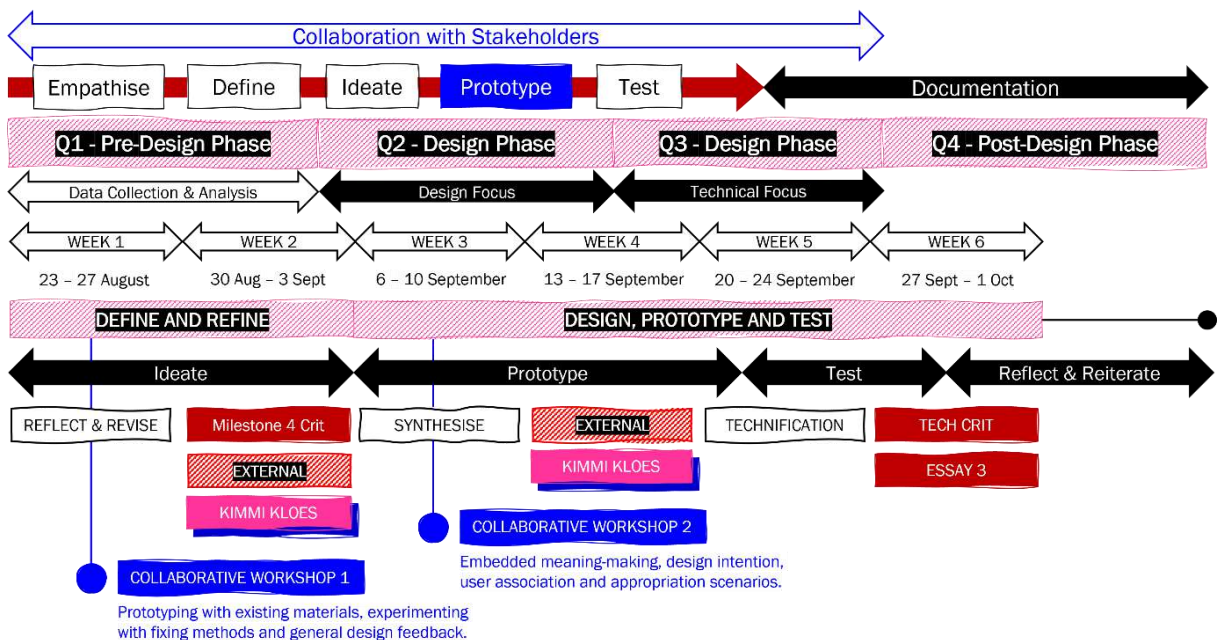 Collaboration with Stakeholders
Empathise
Define
Ideate
Prototype
Test
Documentation
Q1 - Pre-Design Phase
Q2 - Design Phase
Q3 - Design Phase
Q4 - Post-Design Phase
Data Collection & Analysis
Design Focus
Technical Focus
WEEK 1
WEEK 2
WEEK 3
WEEK 4
WEEK 5
WEEK 6
23 – 27 August
30 Aug – 3 Sept
6 – 10 September
13 – 17 September
20 – 24 September
27 Sept – 1 Oct
DEFINE AND REFINE
DESIGN, PROTOTYPE AND TEST
Ideate
Prototype
Test
Reflect & Reiterate
REFLECT & REVISE
Milestone 4 Crit
SYNTHESISE
EXTERNAL
TECHNIFICATION
TECH CRIT
EXTERNAL
KIMMI KLOES
ESSAY 3
KIMMI KLOES
COLLABORATIVE WORKSHOP 2
Embedded meaning-making, design intention,
user association and appropriation scenarios.
COLLABORATIVE WORKSHOP 1
Prototyping with existing materials, experimenting
with fixing methods and general design feedback.